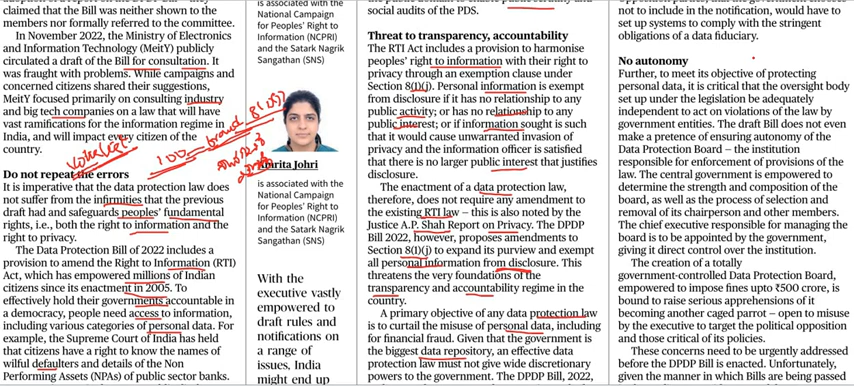 claimed that the Bill was neither shown to the
members nor formally referred to the committee.
In November 2022, the Ministry of Electronics
and Information Technology (MeitY) publicly
circulated a draft of the Bill for consultation. It
was fraught with problems. While campaigns and
concerned citizens shared their suggestions,
MeitY focused primarily on consulting industry
and big tech companies on a law that will have
vast ramifications for the information regime in
India, and will impact every citizen of the
country.
Do not repeat the errors
It is imperative that the data protection law does
not suffer from the infirmities that the previous
draft had and safeguards peoples' fundamental
rights, i.e., both the right to information and the
right to privacy.
The Data Protection Bill of 2022 includes a
provision to amend the Right to Information (RTI)
Act, which has empowered millions of Indian
citizens since its enactment in 2005. To
effectively hold their governments accountable in
a democracy, people need access to information,
including various categories of personal data. For
example, the Supreme Court of India has held
that citizens have a right to know the names of
wilful defaulters and details of the Non
Performing Assets (NPAs) of public sector banks.
is associated with the
National Campaign
for Peoples' Right to
Information (NCPRI)
and the Satark Nagrik
Sangathan (SNS)
Amrita Johri
is associated with the
National Campaign
for Peoples' Right to
Information (NCPRI)
and the Satark Nagrik
Sangathan (SNS)
With the
executive vastly
empowered to
draft rules and
notifications on
a range of
issues, India
might end up
social audits of the PDS.
Threat to transparency, accountability
The RTI Act includes a provision to harmonise
peoples' right to information with their right to
privacy through an exemption clause under
Section 8(1)(j). Personal information is exempt
from disclosure if it has no relationship to any
public activity; or has no relationship to any
public interest; or if information sought is such
that it would cause unwarranted invasion of
privacy and the information officer is satisfied
that there is no larger public interest that justifies
disclosure.
The enactment of a data protection law,
therefore, does not require any amendment to
the existing RTI law – this is also noted by the
Justice A.P. Shah Report on Privacy. The DPDP
Bill 2022, however, proposes amendments to
Section 8(1)(j) to expand its purview and exempt
all personal information from disclosure. This
threatens the very foundations of the
transparency and accountability regime in the
country.
A primary objective of any data protection law
is to curtail the misuse of personal data, including
for financial fraud. Given that the government is
the biggest data repository, an effective data
protection law must not give wide discretionary
powers to the government. The DPDP Bill, 2022,
not to include in the notification, would have to
set up systems to comply with the stringent
obligations of a data fiduciary.
No autonomy
Further, to meet its objective of protecting
personal data, it is critical that the oversight body
set up under the legislation be adequately
independent to act on violations of the law by
government entities. The draft Bill does not even
make a pretence of ensuring autonomy of the
Data Protection Board – the institution
responsible for enforcement of provisions of the
law. The central government is empowered to
determine the strength and composition of the
board, as well as the process of selection and
removal of its chairperson and other members.
The chief executive responsible for managing the
board is to be appointed by the government,
giving it direct control over the institution.
The creation of a totally
government-controlled Data Protection Board,
empowered to impose fines upto ₹500 crore, is
bound to raise serious apprehensions of it
becoming another caged parrot – open to misuse
by the executive to target the political opposition
and those critical of its policies.
These concerns need to be urgently addressed
before the DPDP Bill is enacted. Unfortunately,
given the manner in which Bills are being passed